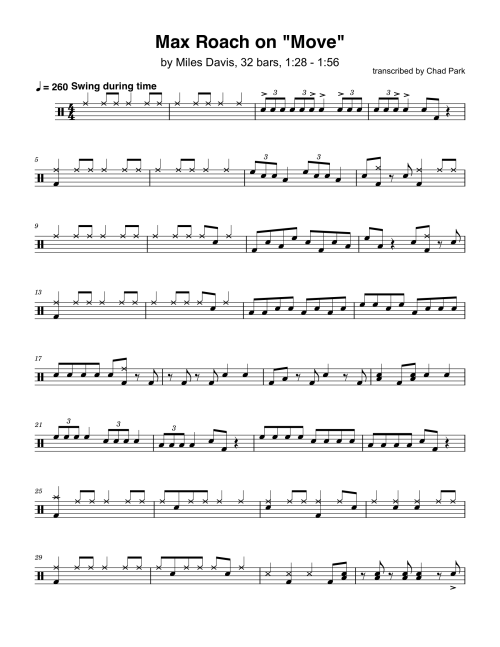 Max Roach on "Move"
by Miles Davis, 32 bars, 1:28 - 1:56
transcribed by Chad Park
♩ = 260 Swing during time
4
4
3 3 3
5
3 3
9
13
17
21
3 3 3
25
29